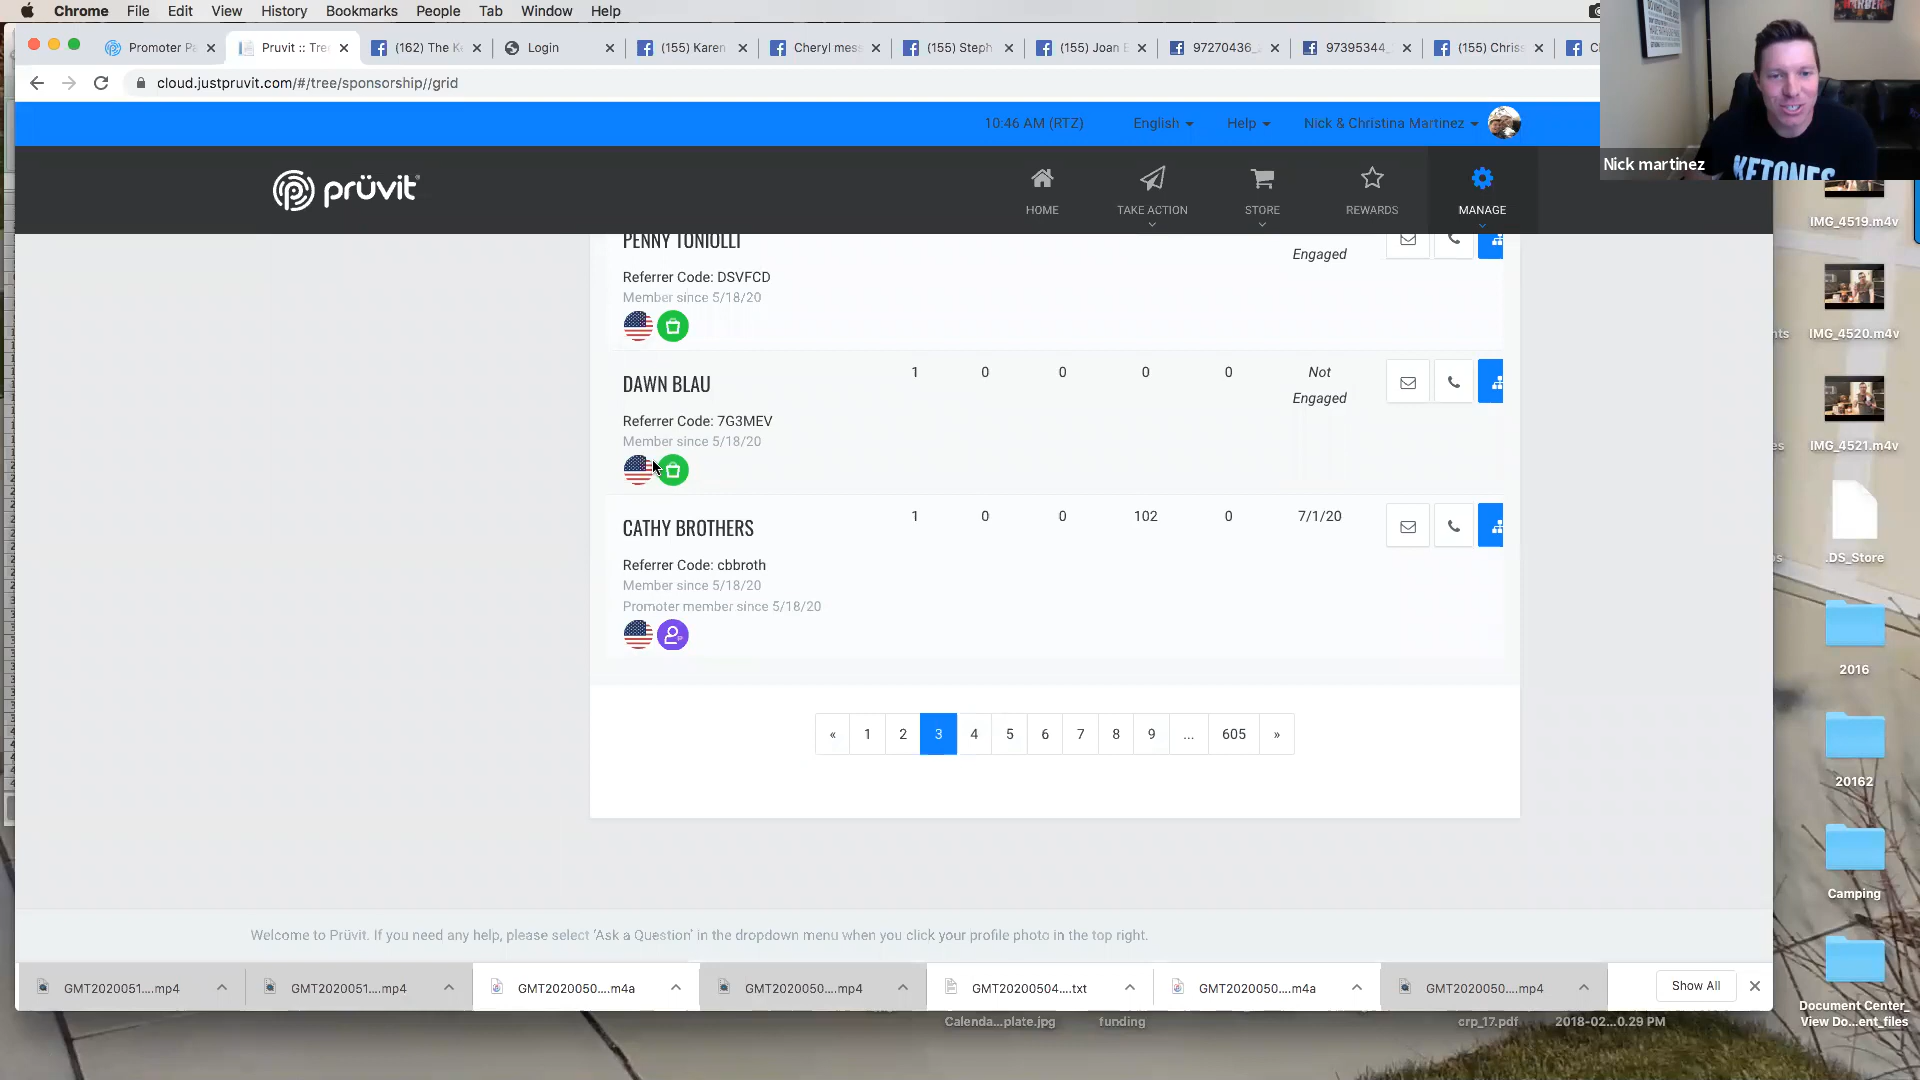 Chrome File Edit View History Bookmarks People Tab Window Help
Promoter Pa
Pruvit :: Tre
(162) The K
Login
(155) Karen
Cheryl mes
(155) Steph
(155) Joan
97270436_
97395344_
(155) Chris
cloud.justpruvit.com/#/tree/sponsorship//grid
10:46 AM (RTZ) English Help Nick & Christina Martinez
prüvit
HOME TAKE ACTION STORE REWARDS MANAGE
Nick martinez
KETONES
PENNY TONIOLLI
Engaged
Referrer Code: DSVFCD
Member since 5/18/20
DAWN BLAU 1 0 0 0 0 Not
Engaged
Referrer Code: 7G3MEV
Member since 5/18/20
CATHY BROTHERS 1 0 0 102 0 7/1/20
Referrer Code: cbbroth
Member since 5/18/20
Promoter member since 5/18/20
« 1 2 3 4 5 6 7 8 9 ... 605 »
Welcome to Prüvit. If you need any help, please select 'Ask a Question' in the dropdown menu when you click your profile photo in the top right.
GMT2020051....mp4
GMT2020051....mp4
GMT2020050....m4a
GMT2020050....mp4
GMT20200504....txt
GMT2020050....m4a
GMT2020050....mp4
Show All
Calenda...plate.jpg
funding
crp_17.pdf
2018-02...0.29 PM
IMG_4519.m4v
IMG_4520.m4v
IMG_4521.m4v
.DS_Store
2016
20162
Camping
Document Center_
View Do...ent_files